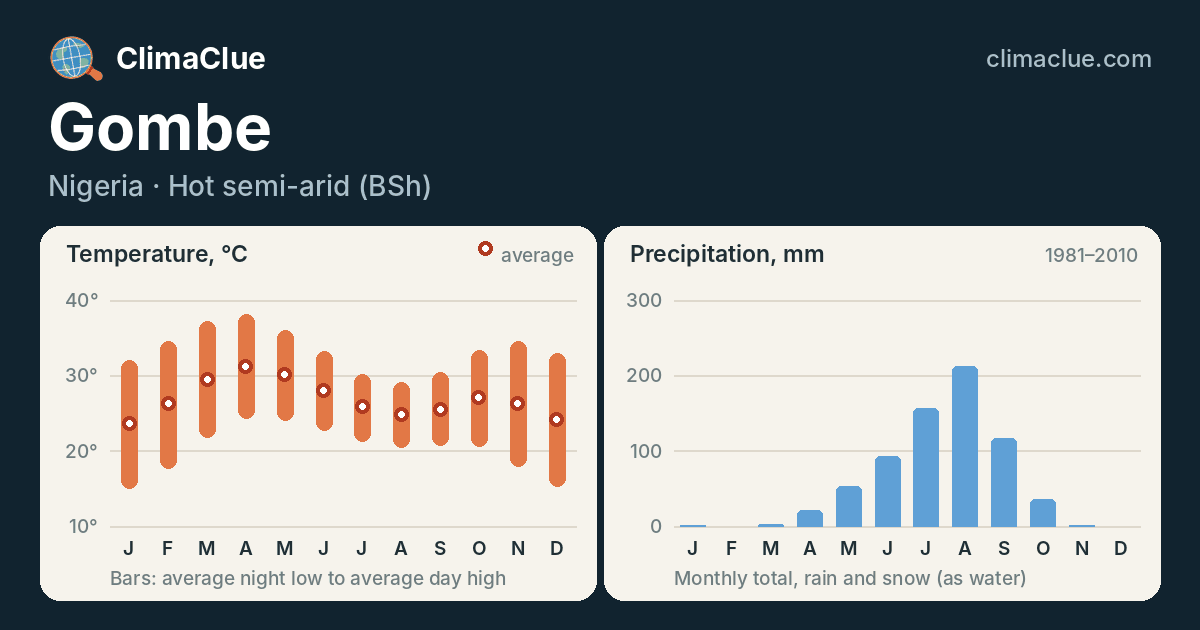 ClimaClue
climaclue.com
Gombe
Nigeria · Hot semi-arid (BSh)
Temperature, °C
average
40°
30°
20°
10°
J F M A M J J A S O N D
Bars: average night low to average day high
Precipitation, mm
1981–2010
300
200
100
0
J F M A M J J A S O N D
Monthly total, rain and snow (as water)